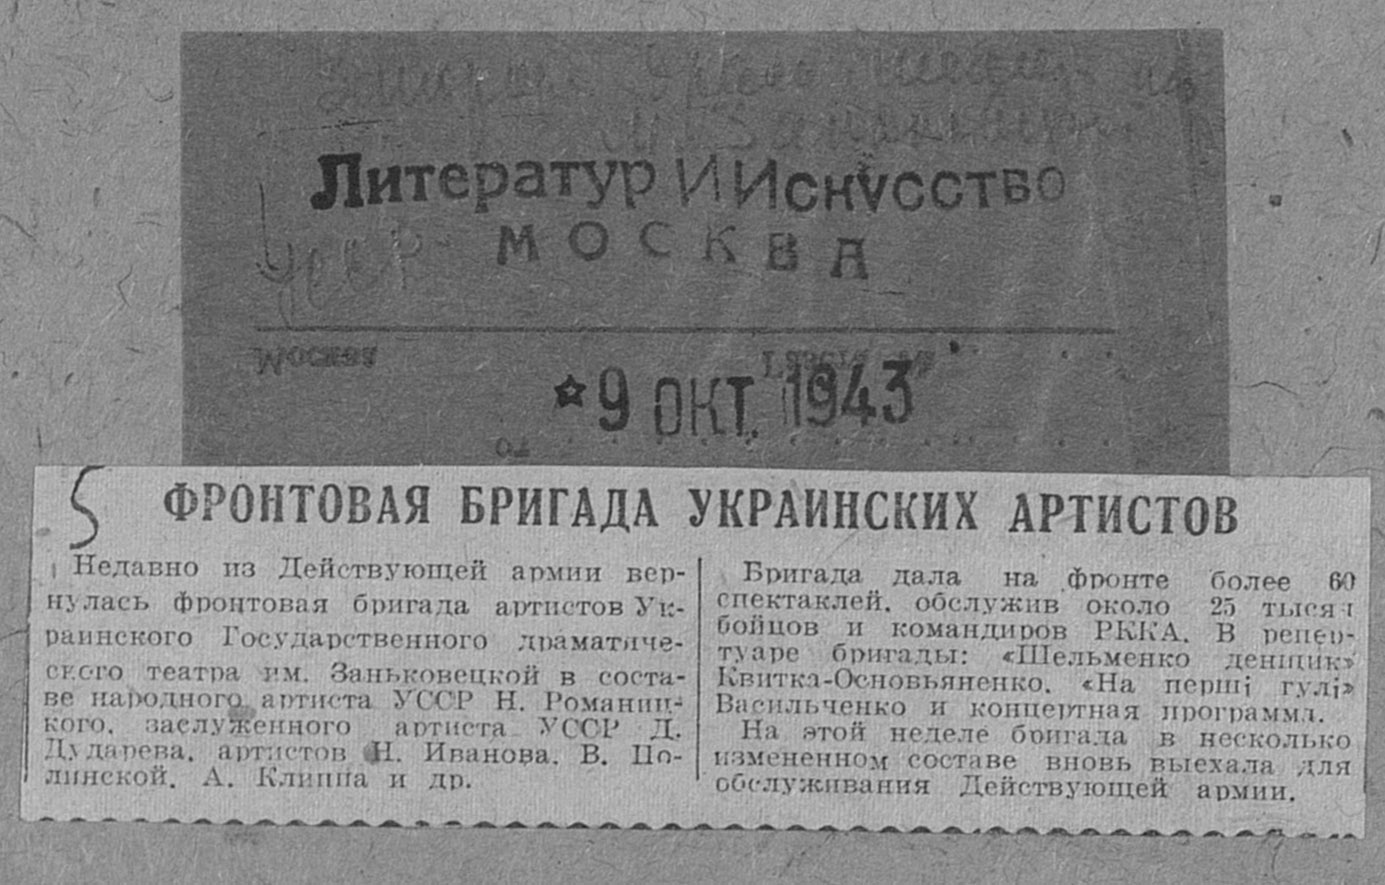 Литератур И Искусство
МОСКВА
Москва
*9 ОКТ. 1943
5
ФРОНТОВАЯ БРИГАДА УКРАИНСКИХ АРТИСТОВ
Недавно из Действующей армии вер-
нулась фронтовая бригада артистов Ук-
раинского Государственного драматиче-
ского театра им. Заньковецкой в соста-
ве народного артиста УССР Н. Романиц-
кого, заслуженного артиста УССР Д.
Дударева, артистов Н. Иванова, В. По-
линской, А. Клиппа и др.
Бригада дала на фронте более 60
спектаклей, обслужив около 25 тысяч
бойцов и командиров РККА. В репер-
туаре бригады: «Шельменко денщик»
Квитка-Основьяненко, «На перші гулі»
Васильченко и концертная программа.
На этой неделе бригада в несколько
измененном составе вновь выехала для
обслуживания Действующей армии.